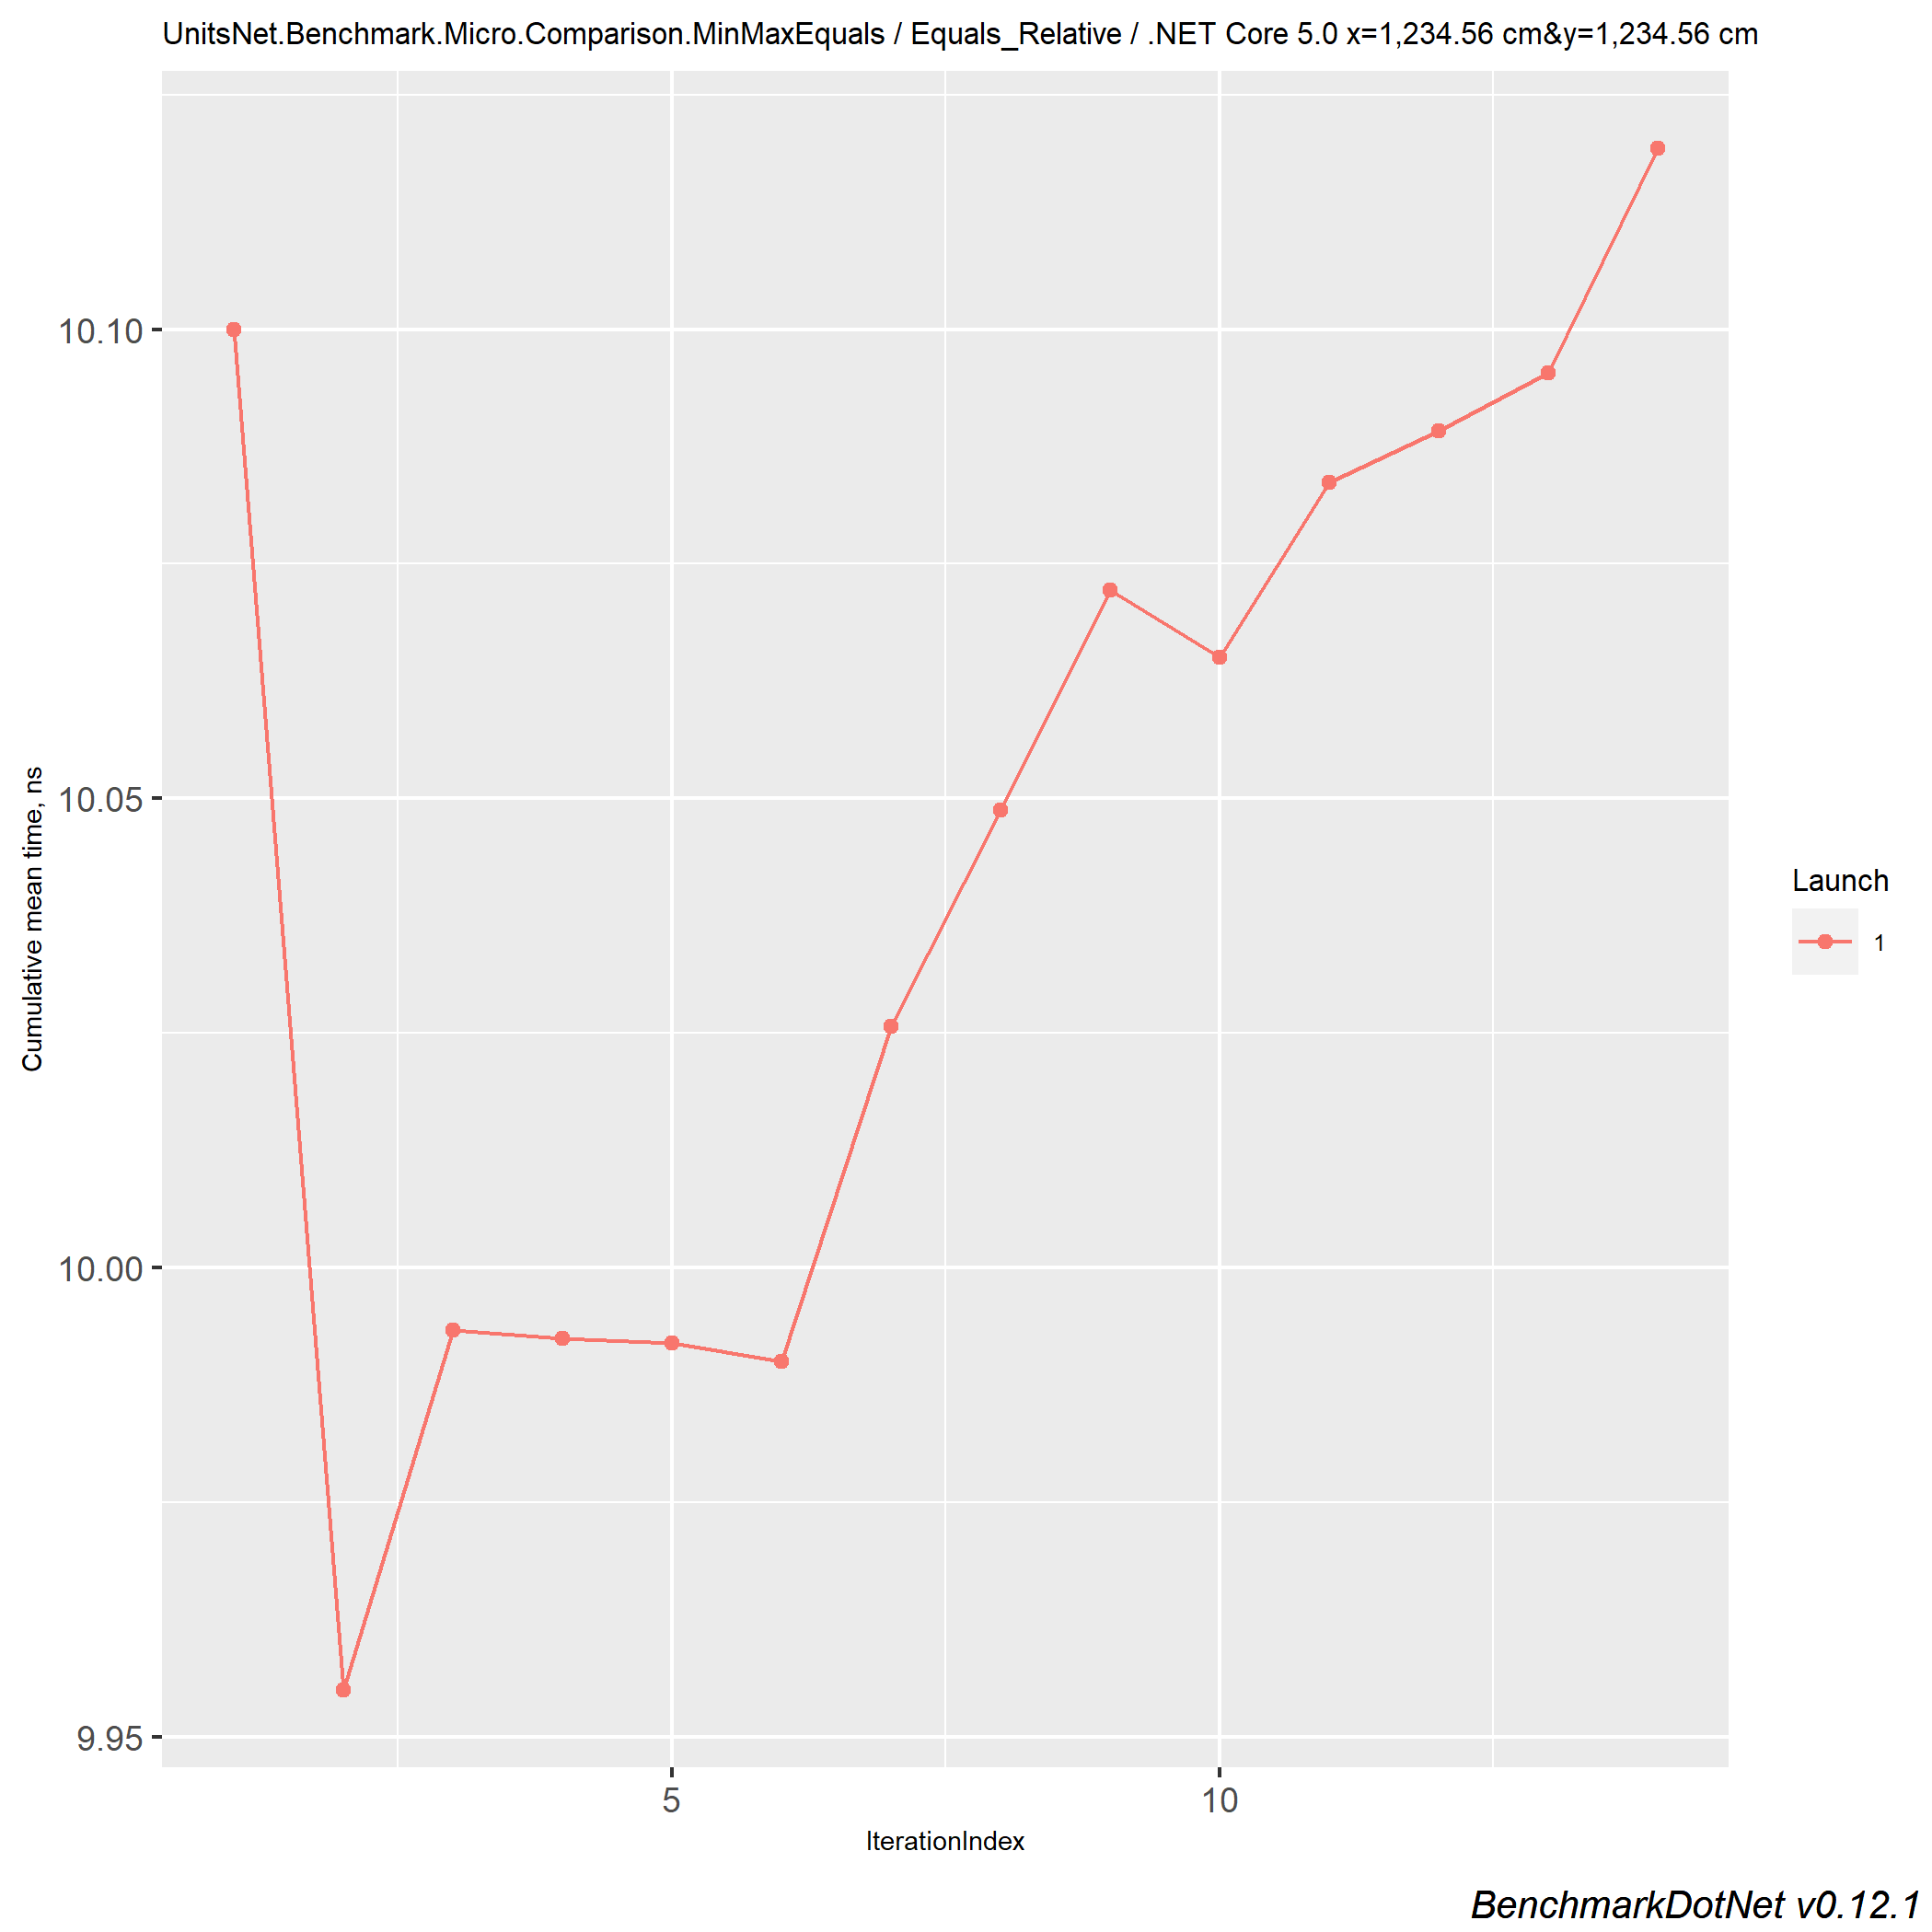 UnitsNet.Benchmark.Micro.Comparison.MinMaxEquals / Equals_Relative / .NET Core 5.0 x=1,234.56 cm&y=1,234.56 cm
10.10
10.05
10.00
9.95
Cumulative mean time, ns
5
10
IterationIndex
Launch
1
BenchmarkDotNet v0.12.1